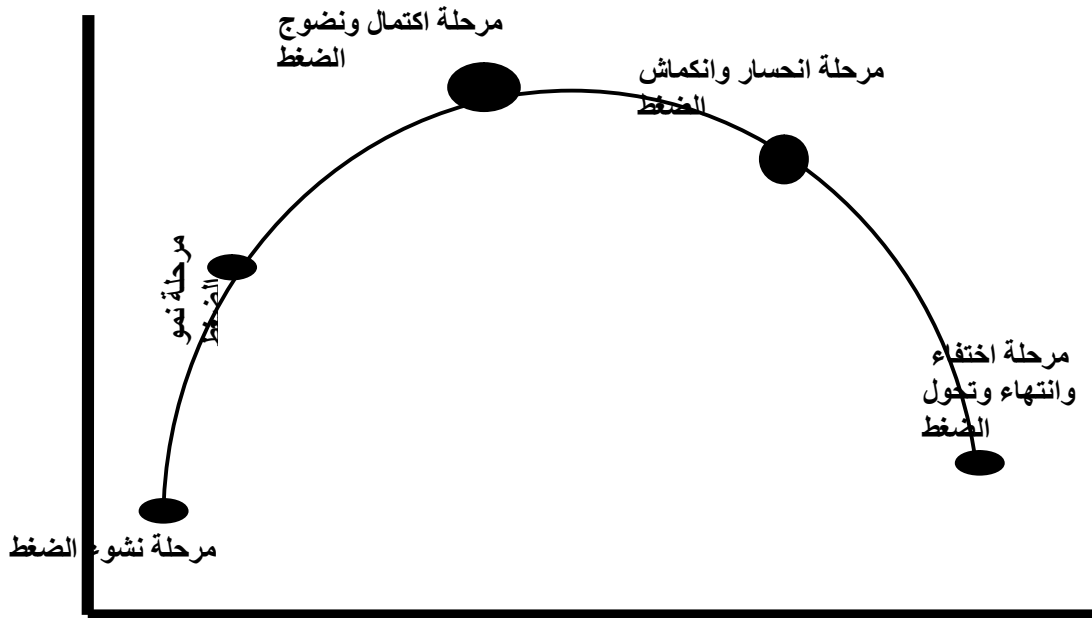 مرحلة اكتمال ونضوج
الضغط
مرحلة انحسار وانكماش
الضغط
مرحلة نمو
الضغط
مرحلة اختفاء
وانتهاء وتحول
الضغط
مرحلة نشوء الضغط